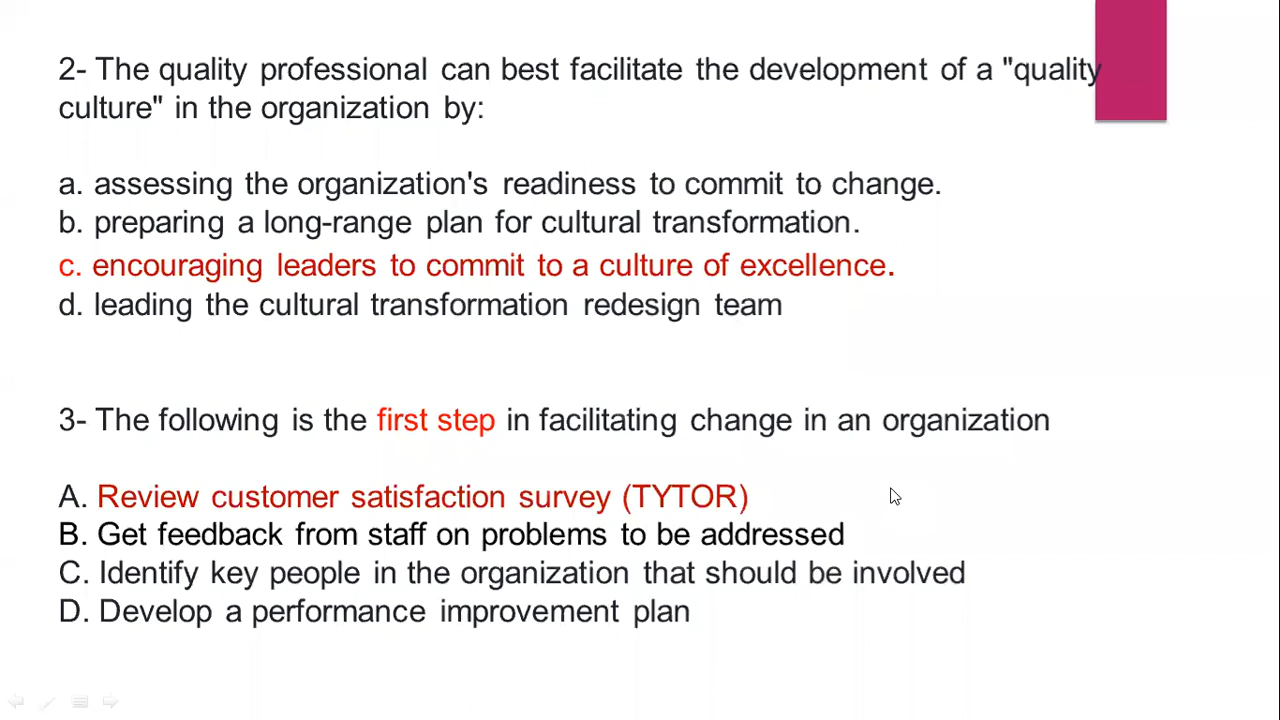 2- The quality professional can best facilitate the development of a "quality
culture" in the organization by:
a. assessing the organization's readiness to commit to change.
b. preparing a long-range plan for cultural transformation.
c. encouraging leaders to commit to a culture of excellence.
d. leading the cultural transformation redesign team
3- The following is the first step in facilitating change in an organization
A. Review customer satisfaction survey (TYTOR)
B. Get feedback from staff on problems to be addressed
C. Identify key people in the organization that should be involved
D. Develop a performance improvement plan